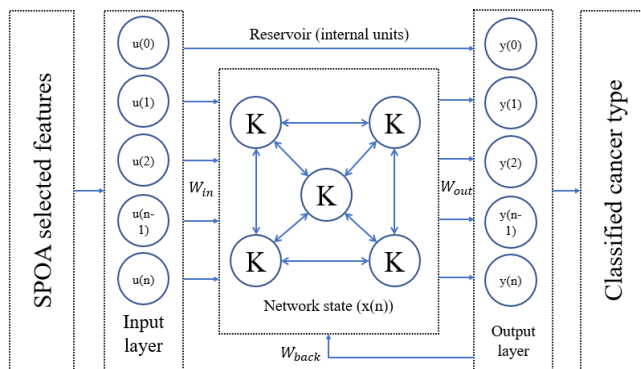 SPOA selected features
u(0)
u(1)
u(2)
u(n-
1)
u(n)
Input
layer
Reservoir (internal units)
W_in
K
K
K
K
K
Network state (x(n))
W_out
W_back
y(0)
y(1)
y(2)
y(n-
1)
y(n)
Output
layer
Classified cancer type